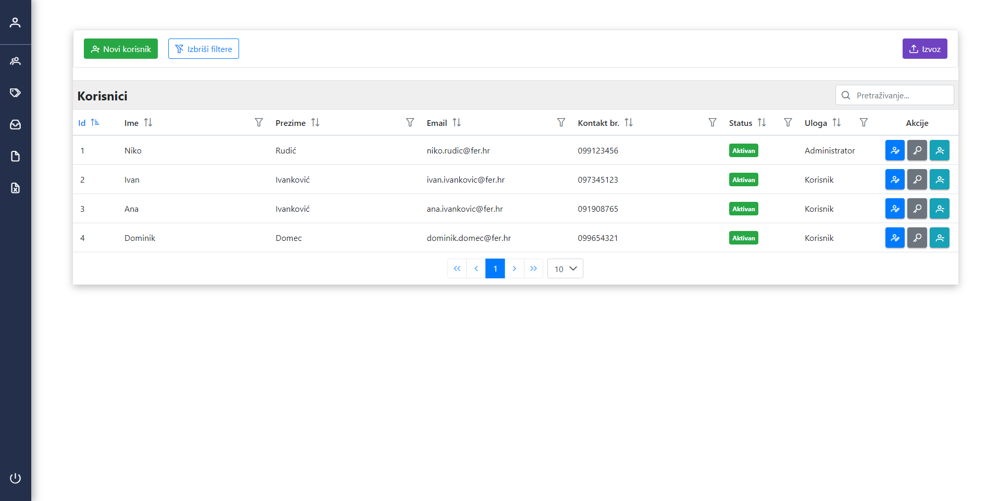 Novi korisnik Izbriši filtere Izvoz
Korisnici Pretraživanje...
Id Ime Prezime Email Kontakt br. Status Uloga Akcije
1 Niko Rudić niko.rudic@fer.hr 099123456 Aktivan Administrator
2 Ivan Ivanković ivan.ivankovic@fer.hr 097345123 Aktivan Korisnik
3 Ana Ivanković ana.ivankovic@fer.hr 091908765 Aktivan Korisnik
4 Dominik Domec dominik.domec@fer.hr 099654321 Aktivan Korisnik
1 10